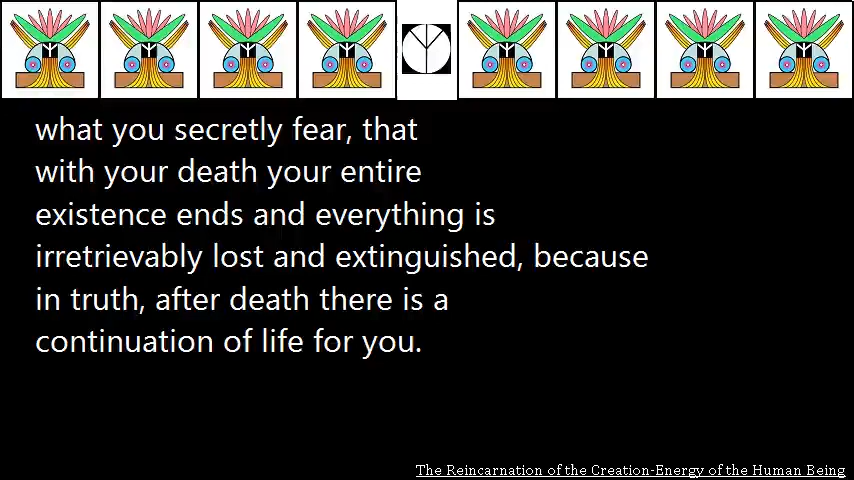 what you secretly fear, that
with your death your entire
existence ends and everything is
irretrievably lost and extinguished, because
in truth, after death there is a
continuation of life for you.
The Reincarnation of the Creation-Energy of the Human Being